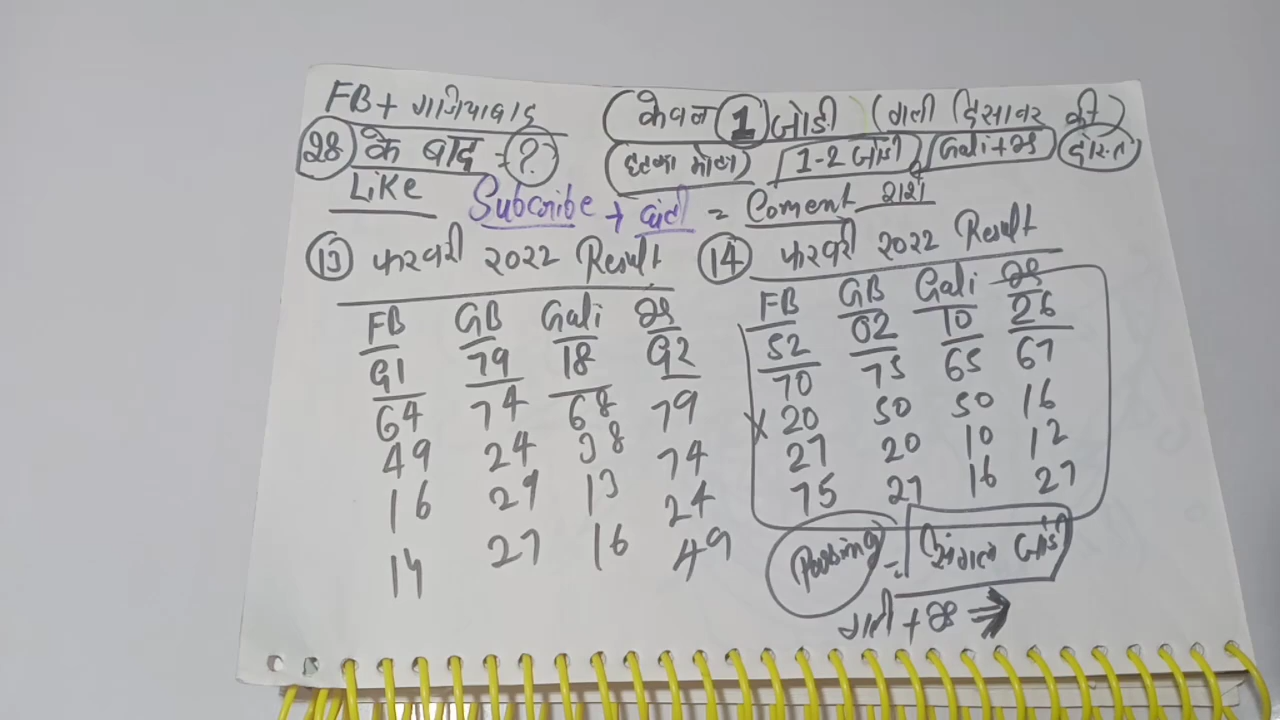 FB+ गाजियाबाद (केवल 1 जोडी (गली दिसावर की)
28 के बाद = ? (हटका मोटा) 1-2 जोडी Gali+DS दोस्त
Like Subscribe → घंटी = Coment
13 फरवरी 2022 Result
FB GB Gali DS
91 79 18 92
64 74 68 79
49 24 38 74
16 29 13 24
14 27 16 49
14 फरवरी 2022 Result
FB GB Gali DS
52 02 10 26
70 75 65 67
20 50 50 16
27 20 10 12
75 27 16 27
Passing = सिंगल जोडी
गली + DS ⇒